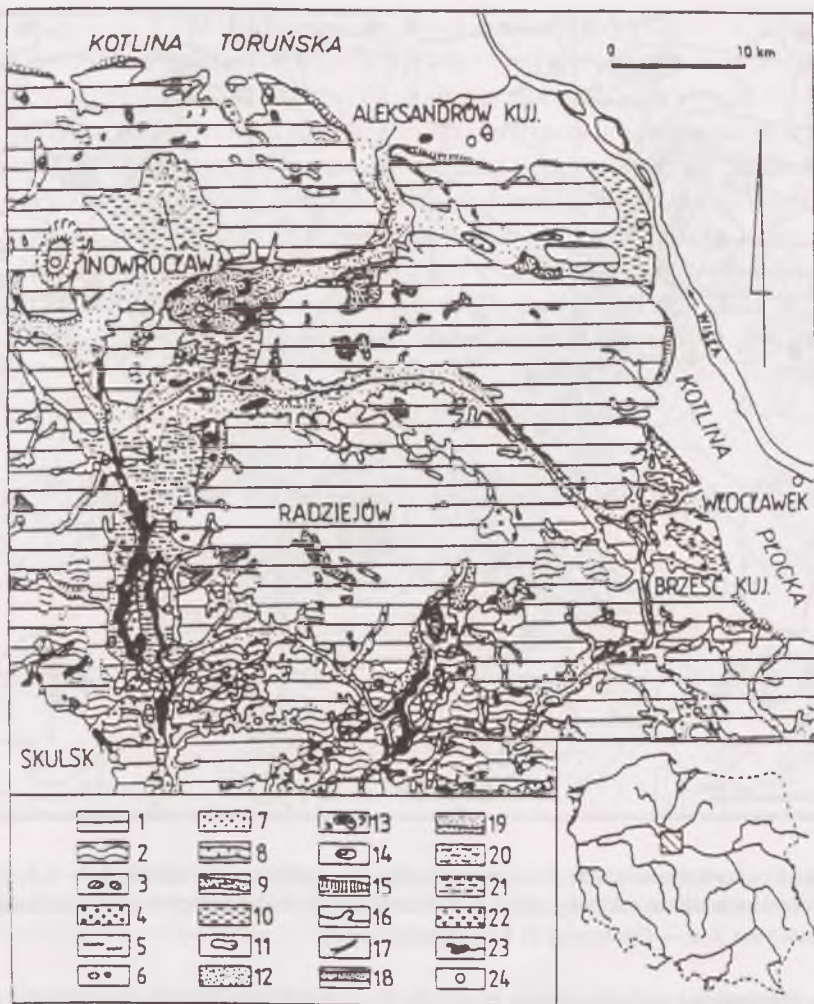 KOTLINA TORUŃSKA
0 10 km
ALEKSANDRÓW KUJ.
INOWROCŁAW
WISŁA
KOTLINA
PŁOCKA
WŁOCŁAWEK
RADZIEJÓW
BRZEŚĆ KUJ.
SKULSK
1 7 13 19
2 8 14 20
3 9 15 21
4 10 16 22
5 11 17 23
6 12 18 24